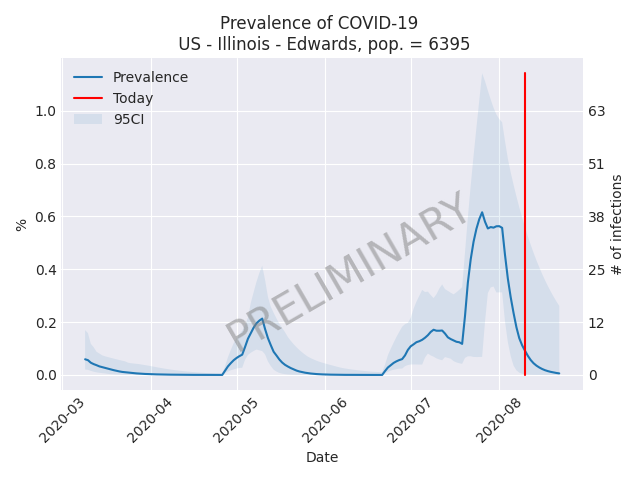 Prevalence of COVID-19
US - Illinois - Edwards, pop. = 6395
Prevalence
Today
95CI
PRELIMINARY
%
1.0
0.8
0.6
0.4
0.2
0.0
63
51
38
25
12
0
# of infections
2020-03
2020-04
2020-05
2020-06
2020-07
2020-08
Date